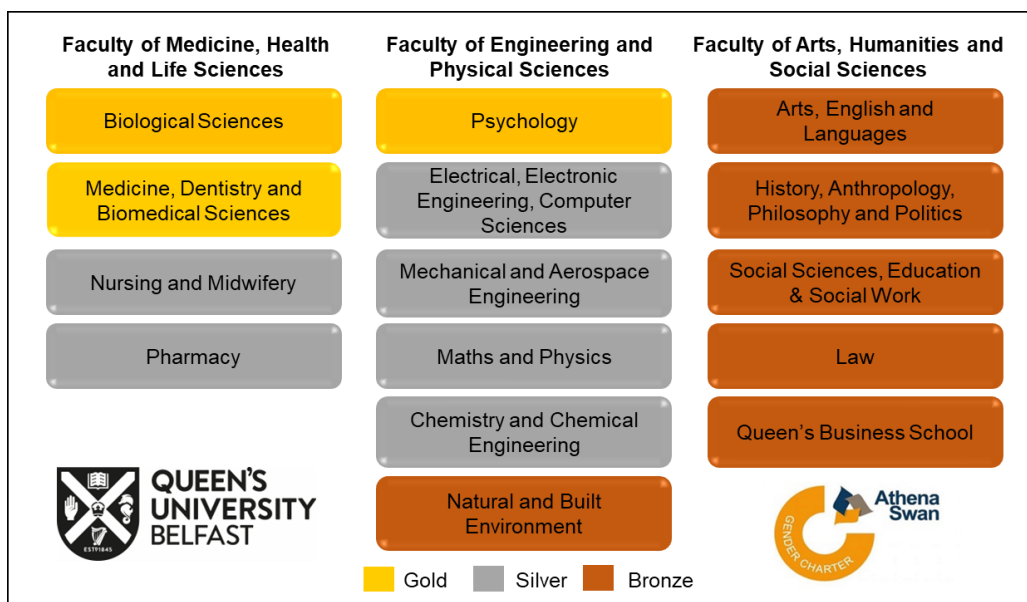 Faculty of Medicine, Health
and Life Sciences
Biological Sciences
Medicine, Dentistry and
Biomedical Sciences
Nursing and Midwifery
Pharmacy
Faculty of Engineering and
Physical Sciences
Psychology
Electrical, Electronic
Engineering, Computer
Sciences
Mechanical and Aerospace
Engineering
Maths and Physics
Chemistry and Chemical
Engineering
Natural and Built
Environment
Faculty of Arts, Humanities and
Social Sciences
Arts, English and
Languages
History, Anthropology,
Philosophy and Politics
Social Sciences, Education
& Social Work
Law
Queen's Business School
QUEEN'S
UNIVERSITY
BELFAST
ESTD1845
Athena
Swan
GENDER CHARTER
Gold
Silver
Bronze